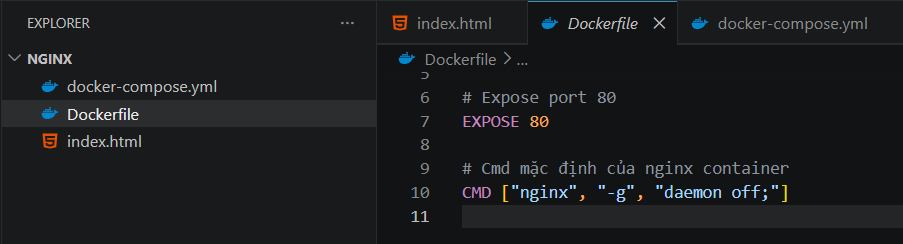 EXPLORER
NGINX
docker-compose.yml
Dockerfile
index.html
index.html Dockerfile docker-compose.yml
Dockerfile > ...
5
6 # Expose port 80
7 EXPOSE 80
8
9 # Cmd mặc định của nginx container
10 CMD ["nginx", "-g", "daemon off;"]
11